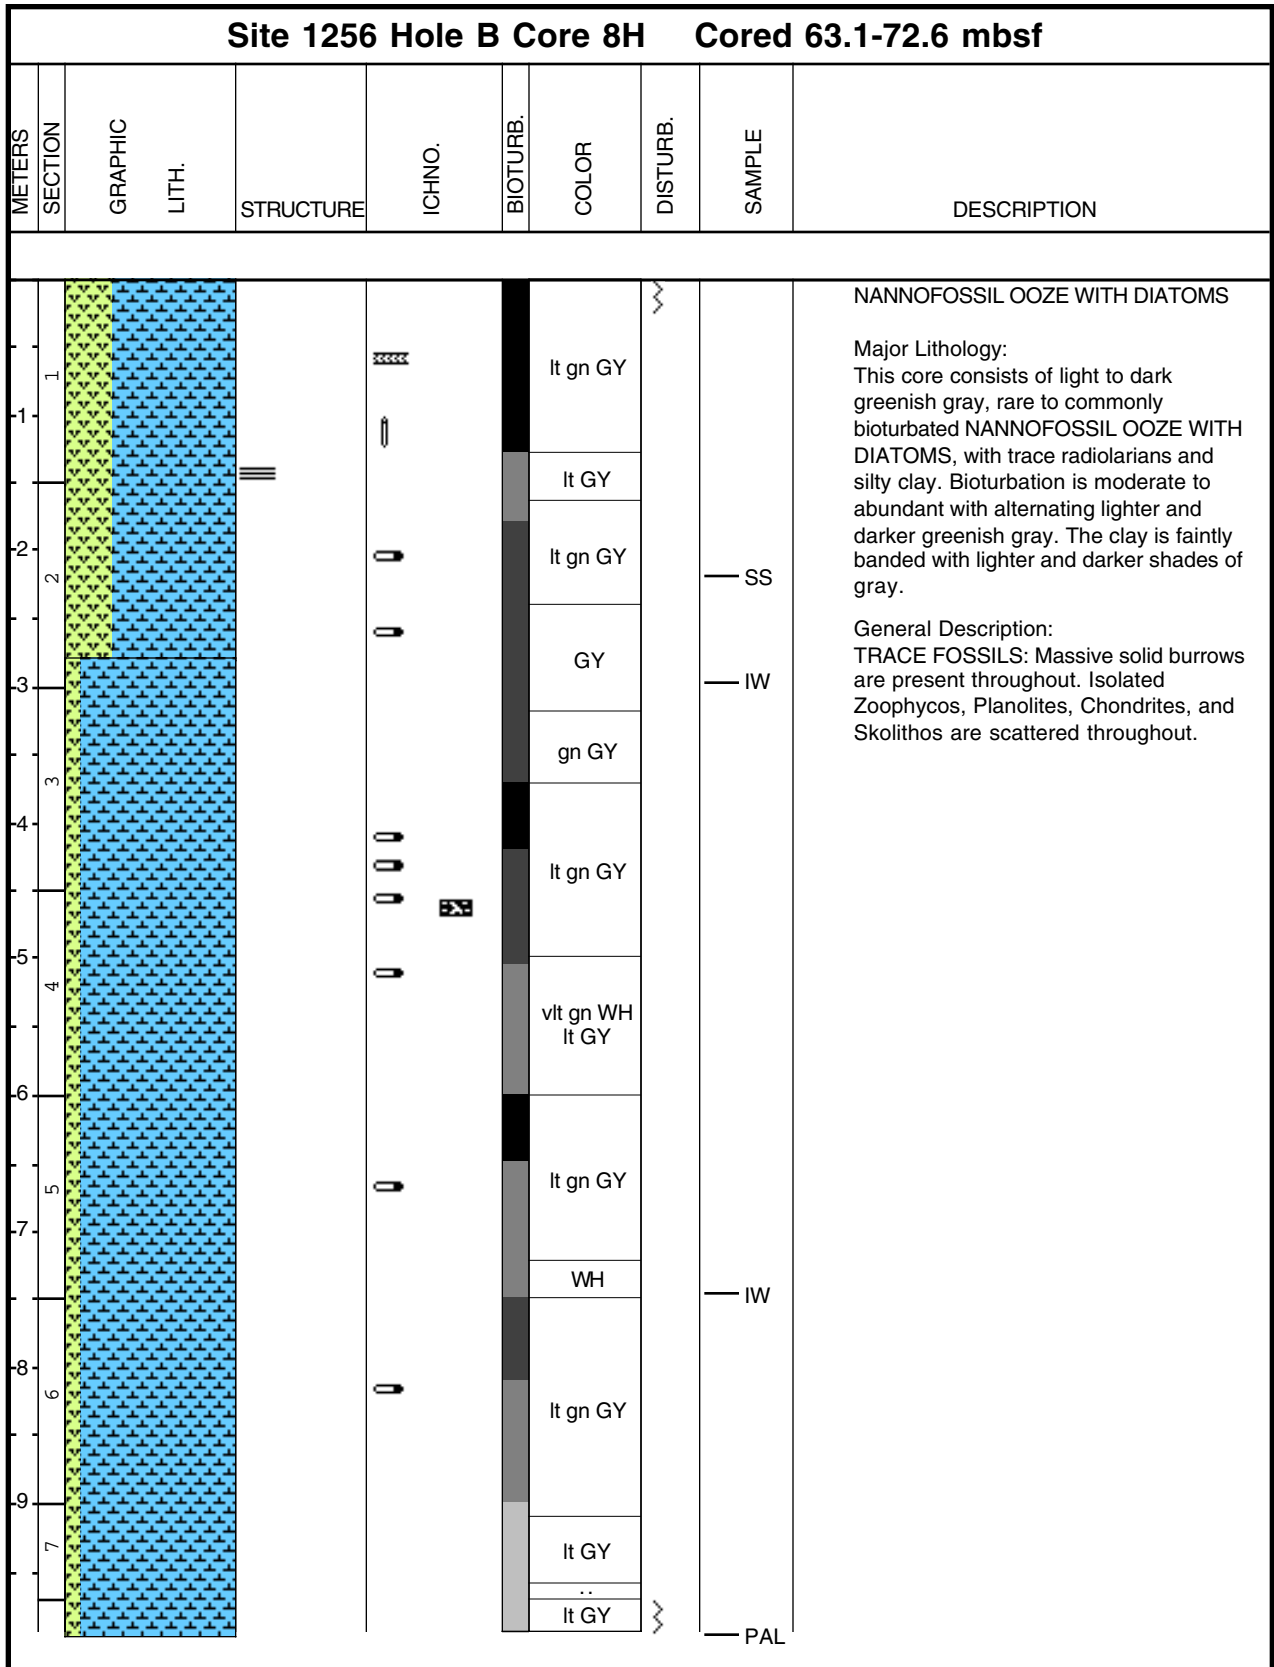 Site 1256 Hole B Core 8H Cored 63.1-72.6 mbsf
METERS
SECTION
GRAPHIC
LITH.
STRUCTURE
ICHNO.
BIOTURB.
COLOR
DISTURB.
SAMPLE
DESCRIPTION
1
2
3
4
5
6
7
8
9
1
2
3
4
5
6
7
lt gn GY
lt GY
lt gn GY
GY
gn GY
lt gn GY
vlt gn WH
lt GY
lt gn GY
WH
lt gn GY
lt GY
. .
lt GY
SS
IW
IW
PAL
NANNOFOSSIL OOZE WITH DIATOMS
Major Lithology:
This core consists of light to dark
greenish gray, rare to commonly
bioturbated NANNOFOSSIL OOZE WITH
DIATOMS, with trace radiolarians and
silty clay. Bioturbation is moderate to
abundant with alternating lighter and
darker greenish gray. The clay is faintly
banded with lighter and darker shades of
gray.
General Description:
TRACE FOSSILS: Massive solid burrows
are present throughout. Isolated
Zoophycos, Planolites, Chondrites, and
Skolithos are scattered throughout.